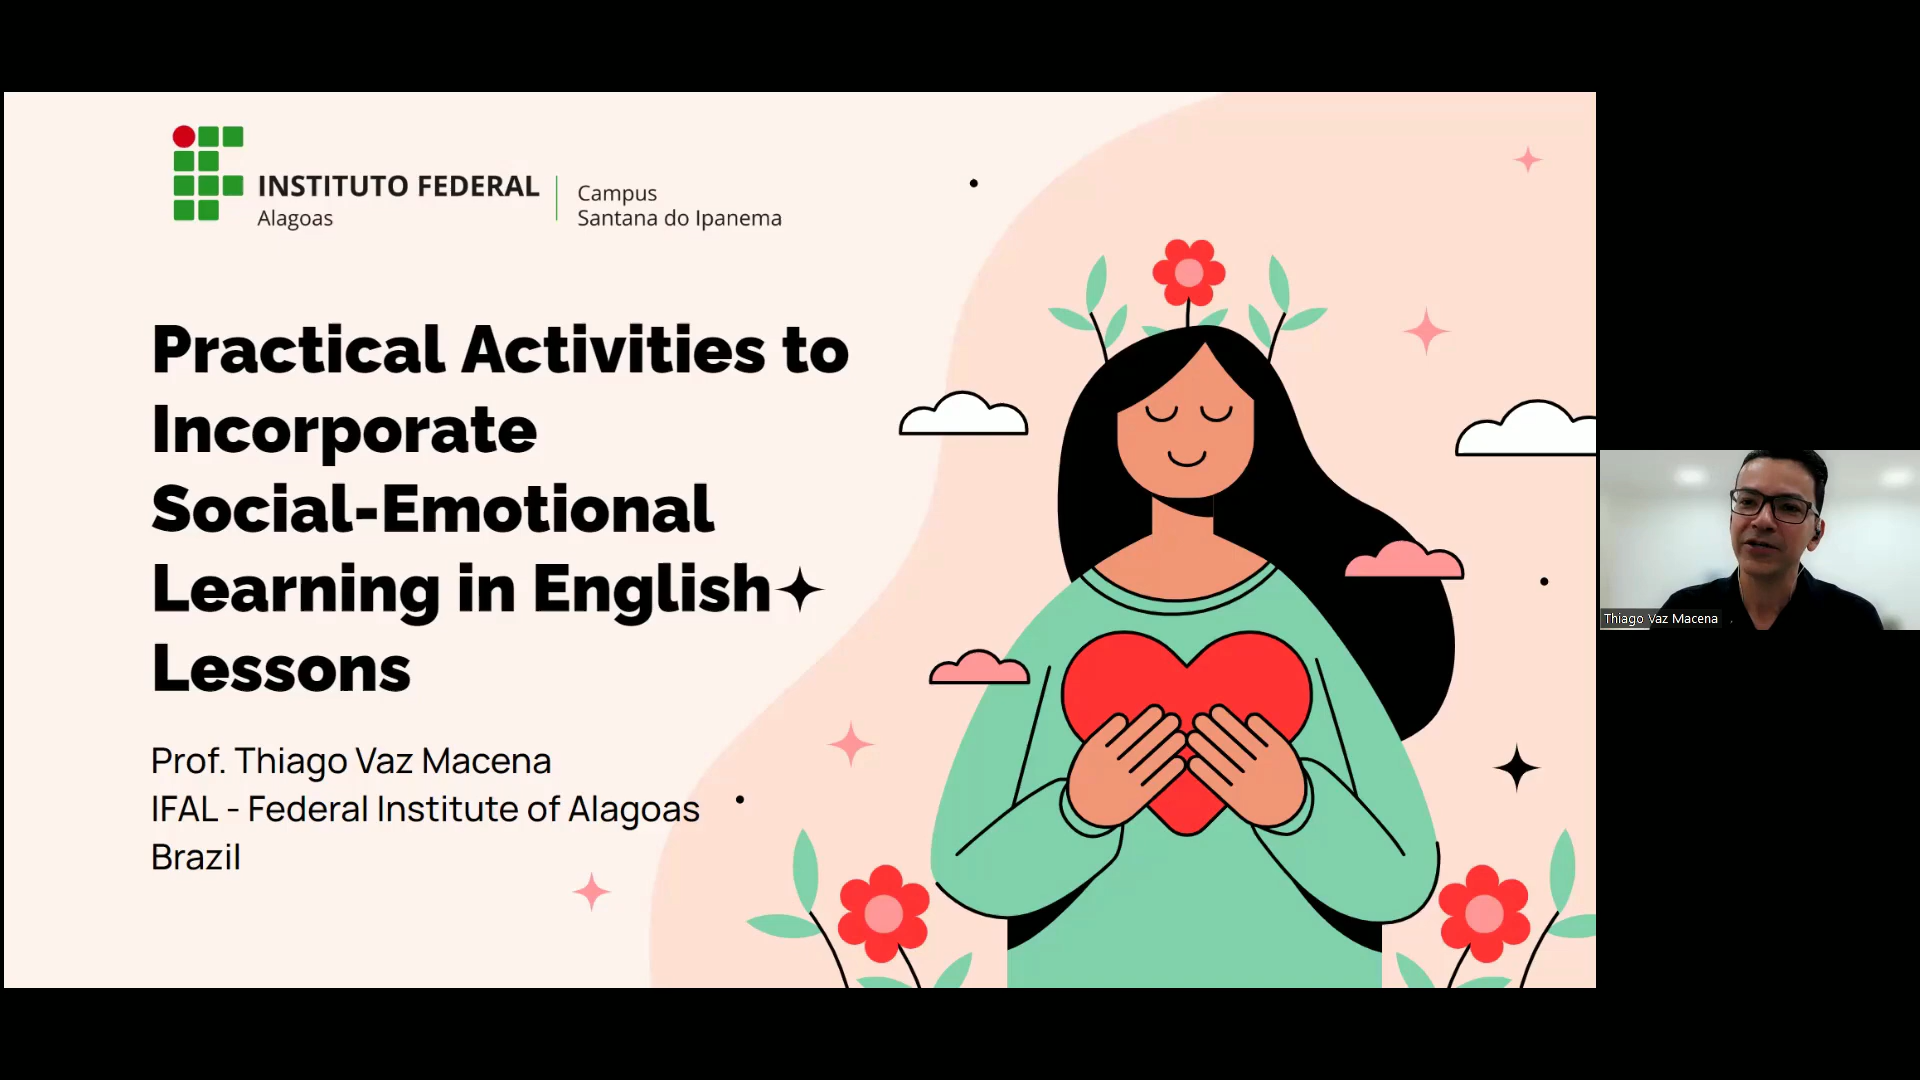 INSTITUTO FEDERAL
Alagoas
Campus
Santana do Ipanema
Practical Activities to
Incorporate
Social-Emotional
Learning in English
Lessons
Prof. Thiago Vaz Macena
IFAL - Federal Institute of Alagoas
Brazil
Thiago Vaz Macena